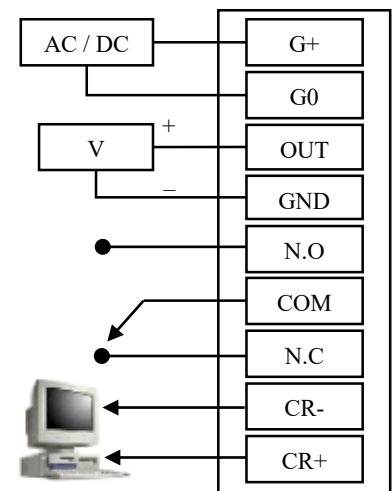 AC / DC
G+
G0
+
V
OUT
–
GND
N.O
COM
N.C
CR-
CR+